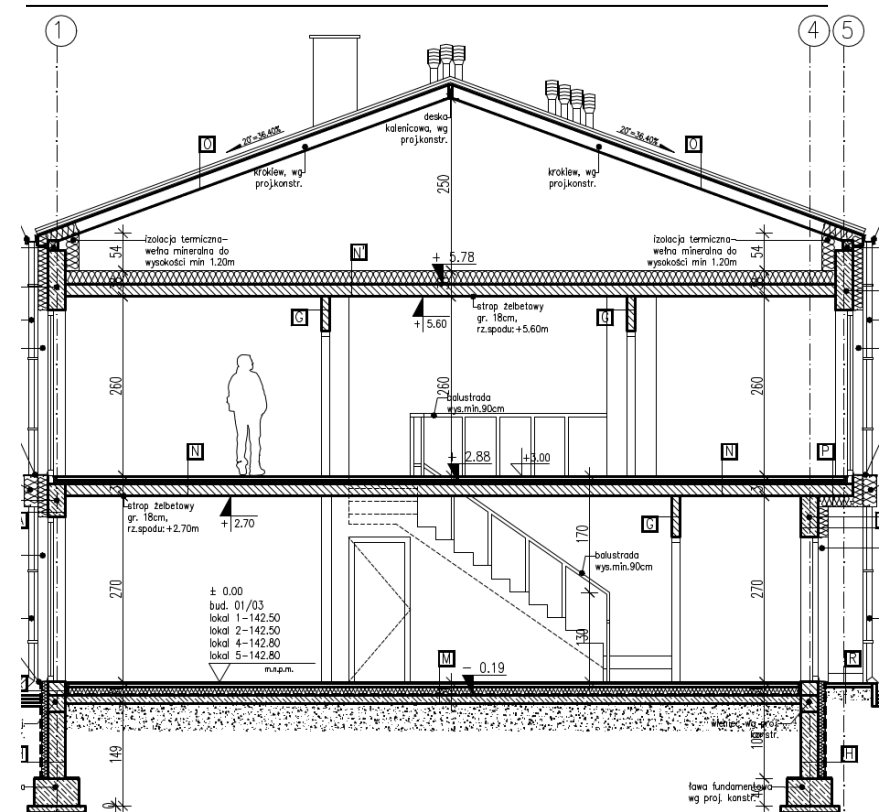 1
4
5
deska
kalenicowa, wg
proj.konstr.
20°=36.40%
20°=36.40%
O
O
krokiew, wg
proj.konstr.
krokiew, wg
proj.konstr.
250
54
izolacja termiczna-
wełna mineralna do
wysokości min 1.20m
izolacja termiczna-
wełna mineralna do
wysokości min 1.20m
54
N'
+ 5.78
G
+ 5.60
strop żelbetowy
gr. 18cm,
rz.spodu:+5.60m
G
260
260
260
balustrada
wys.min.90cm
N
+ 2.88
+3.00
N
P
strop żelbetowy
gr. 18cm,
rz.spodu:+2.70m
+ 2.70
G
170
balustrada
wys.min.90cm
270
270
± 0.00
bud. 01/03
lokal 1-142.50
lokal 2-142.50
lokal 4-142.80
lokal 5-142.80
m.n.p.m.
130
M
- 0.19
R
wieniec wg proj.
konstr.
149
H
ława fundamentowa
wg proj. konstr.